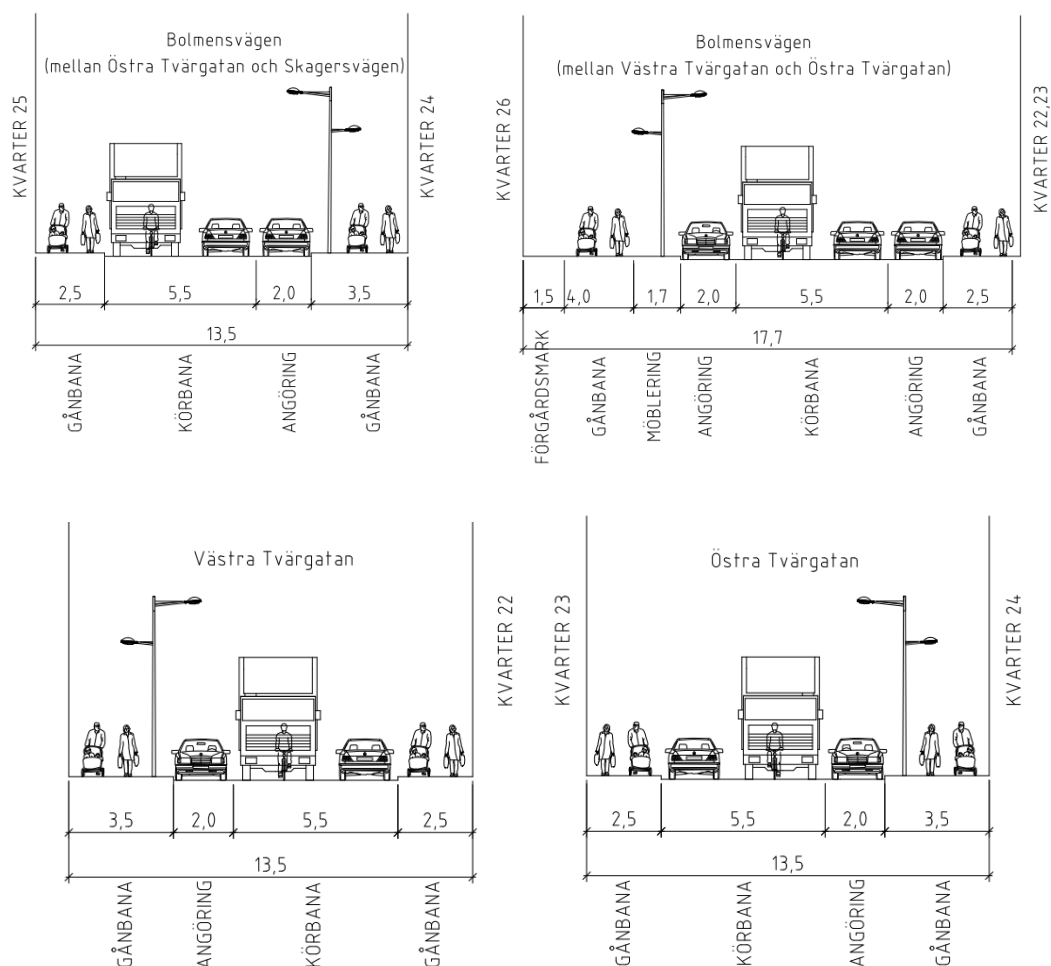 Bolmensvägen
(mellan Östra Tvärgatan och Skagersvägen)
KVARTER 25
KVARTER 24
2,5
5,5
2,0
3,5
13,5
GÅNBANA
KÖRBANA
ANGÖRING
GÅNBANA
Bolmensvägen
(mellan Västra Tvärgatan och Östra Tvärgatan)
KVARTER 26
KVARTER 22,23
1,5
4,0
1,7
2,0
5,5
2,0
2,5
17,7
FÖRGÅRDSMARK
GÅNBANA
MÖBLERING
ANGÖRING
KÖRBANA
ANGÖRING
GÅNBANA
Västra Tvärgatan
KVARTER 22
3,5
2,0
5,5
2,5
13,5
GÅNBANA
ANGÖRING
KÖRBANA
GÅNBANA
Östra Tvärgatan
KVARTER 23
KVARTER 24
2,5
5,5
2,0
3,5
13,5
GÅNBANA
KÖRBANA
ANGÖRING
GÅNBANA